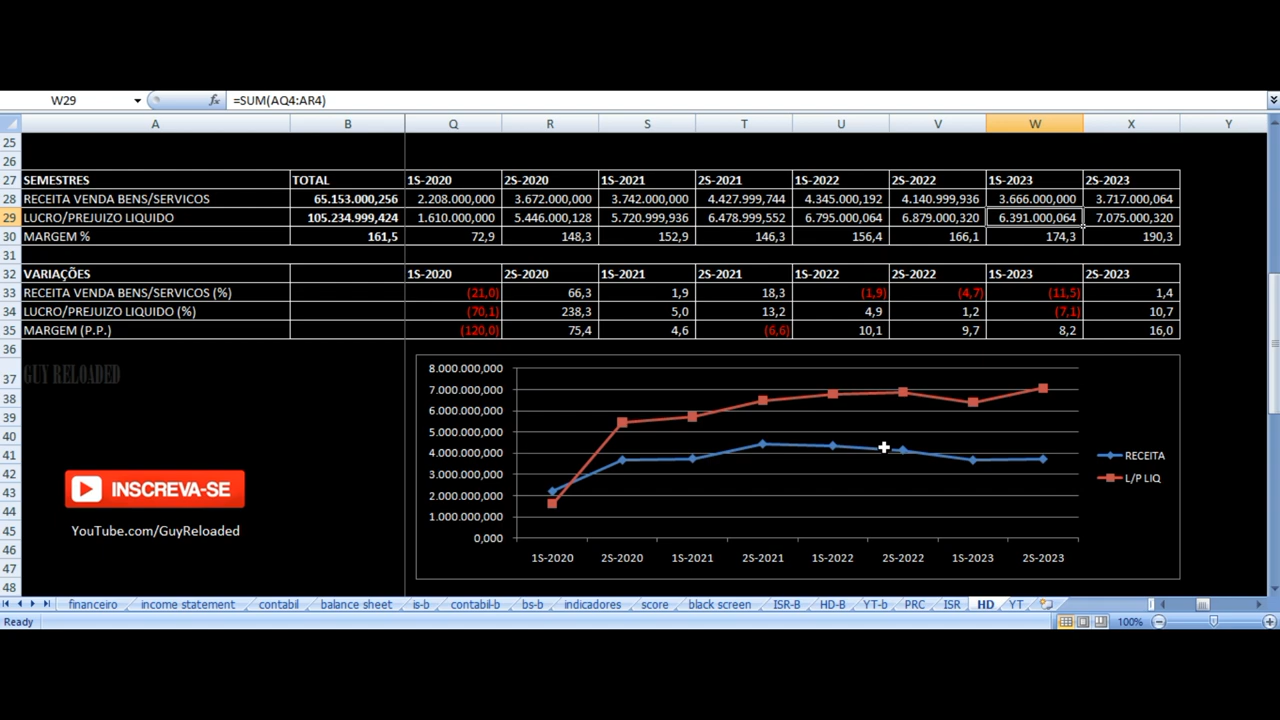 W29 =SUM(AQ4:AR4)
A B Q R S T U V W X Y
25
26
27 SEMESTRES TOTAL 1S-2020 2S-2020 1S-2021 2S-2021 1S-2022 2S-2022 1S-2023 2S-2023
28 RECEITA VENDA BENS/SERVICOS 65.153.000,256 2.208.000,000 3.672.000,000 3.742.000,000 4.427.999,744 4.345.000,192 4.140.999,936 3.666.000,000 3.717.000,064
29 LUCRO/PREJUIZO LIQUIDO 105.234.999,424 1.610.000,000 5.446.000,128 5.720.999,936 6.478.999,552 6.795.000,064 6.879.000,320 6.391.000,064 7.075.000,320
30 MARGEM % 161,5 72,9 148,3 152,9 146,3 156,4 166,1 174,3 190,3
31
32 VARIAÇÕES 1S-2020 2S-2020 1S-2021 2S-2021 1S-2022 2S-2022 1S-2023 2S-2023
33 RECEITA VENDA BENS/SERVICOS (%) (21,0) 66,3 1,9 18,3 (1,9) (4,7) (11,5) 1,4
34 LUCRO/PREJUIZO LIQUIDO (%) (70,1) 238,3 5,0 13,2 4,9 1,2 (7,1) 10,7
35 MARGEM (P.P.) (120,0) 75,4 4,6 (6,6) 10,1 9,7 8,2 16,0
36
37 GUY RELOADED
38
39
40
41
42
43
44
45
46
47
48
INSCREVA-SE
YouTube.com/GuyReloaded
8.000.000,000
7.000.000,000
6.000.000,000
5.000.000,000
4.000.000,000
3.000.000,000
2.000.000,000
1.000.000,000
0,000
1S-2020 2S-2020 1S-2021 2S-2021 1S-2022 2S-2022 1S-2023 2S-2023
RECEITA
L/P LIQ
financeiro income statement contabil balance sheet is-b contabil-b bs-b indicadores score black screen ISR-B HD-B YT-b PRC ISR HD YT
Ready 100%